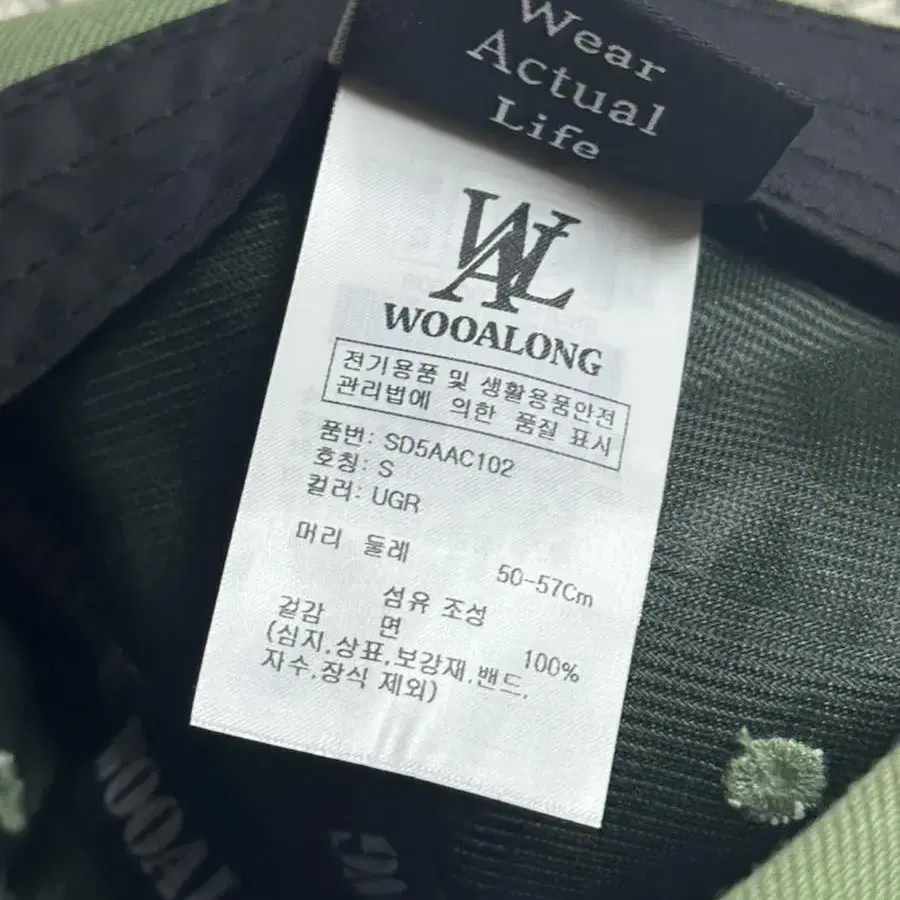 Wear
Actual
Life
WAL
WOOALONG
전기용품 및 생활용품안전
관리법에 의한 품질 표시
품번: SD5AAC102
호칭: S
컬러: UGR
머리 둘레 50-57Cm
섬유 조성
겉감 면 100%
(심지.상표.보강재.밴드.
자수.장식 제외)
WOOA